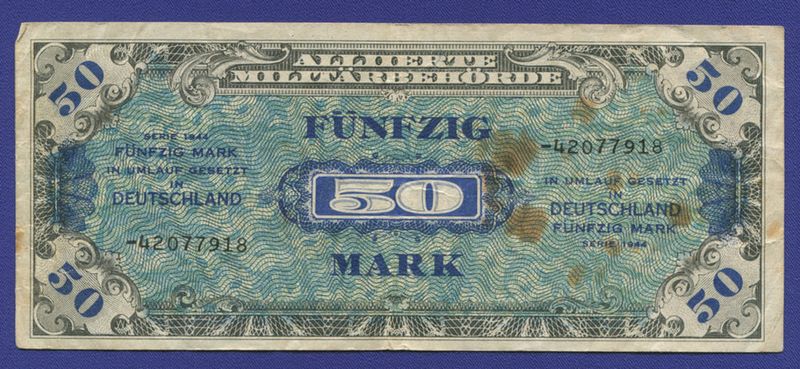 ALLIIERTE
MILITÄRBEHÖRDE
50
50
FÜNFZIG
SERIE 1944
FÜNFZIG MARK
IN UMLAUF GESETZT
IN
DEUTSCHLAND
-42077918
50
-42077918
IN UMLAUF GESETZT
IN
DEUTSCHLAND
FÜNFZIG MARK
SERIE 1944
MARK
50
50